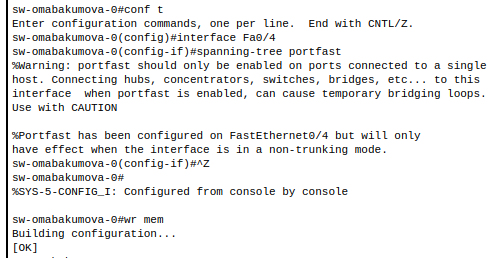 sw-omabakumova-0#conf t
Enter configuration commands, one per line.  End with CNTL/Z.
sw-omabakumova-0(config)#interface Fa0/4
sw-omabakumova-0(config-if)#spanning-tree portfast
%Warning: portfast should only be enabled on ports connected to a single
host. Connecting hubs, concentrators, switches, bridges, etc... to this
interface  when portfast is enabled, can cause temporary bridging loops.
Use with CAUTION

%Portfast has been configured on FastEthernet0/4 but will only
have effect when the interface is in a non-trunking mode.
sw-omabakumova-0(config-if)#^Z
sw-omabakumova-0#
%SYS-5-CONFIG_I: Configured from console by console

sw-omabakumova-0#wr mem
Building configuration...
[OK]